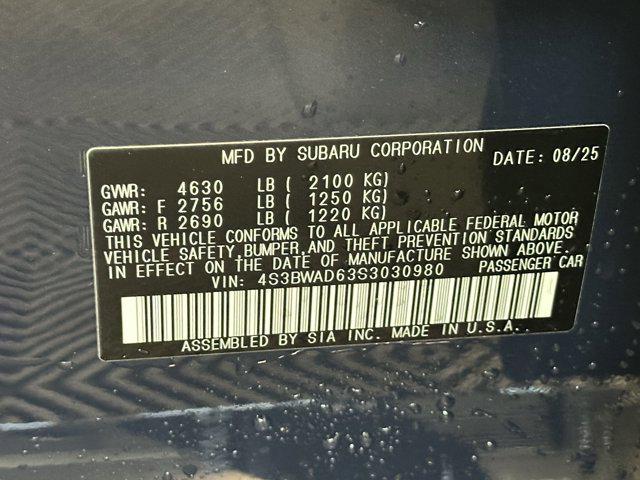 MFD BY SUBARU CORPORATION DATE: 08/25
GVWR: 4630 LB ( 2100 KG)
GAWR: F 2756 LB ( 1250 KG)
GAWR: R 2690 LB ( 1220 KG)
THIS VEHICLE CONFORMS TO ALL APPLICABLE FEDERAL MOTOR
VEHICLE SAFETY, BUMPER, AND THEFT PREVENTION STANDARDS
IN EFFECT ON THE DATE OF MANUFACTURE SHOWN ABOVE.
VIN: 4S3BWAD63S3030980 PASSENGER CAR
ASSEMBLED BY SIA INC. MADE IN U.S.A.